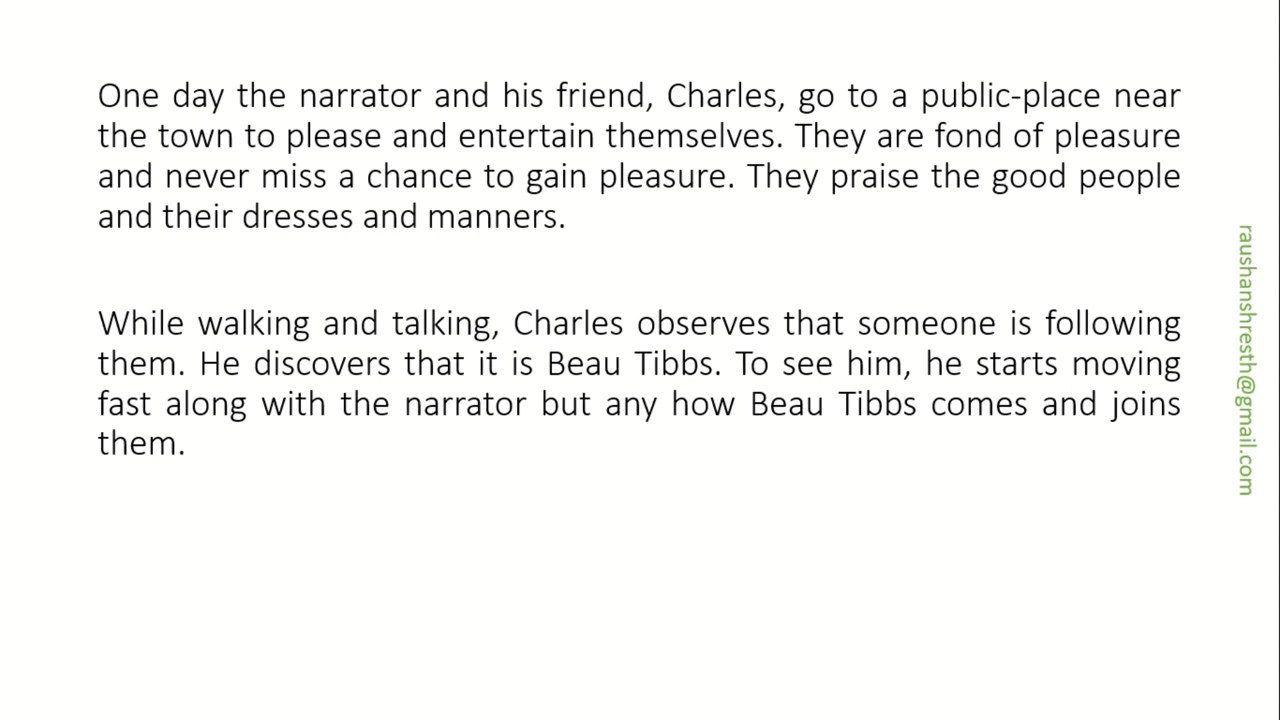 One day the narrator and his friend, Charles, go to a public-place near
the town to please and entertain themselves. They are fond of pleasure
and never miss a chance to gain pleasure. They praise the good people
and their dresses and manners.
While walking and talking, Charles observes that someone is following
them. He discovers that it is Beau Tibbs. To see him, he starts moving
fast along with the narrator but any how Beau Tibbs comes and joins
them.
raushanshresth@gmail.com